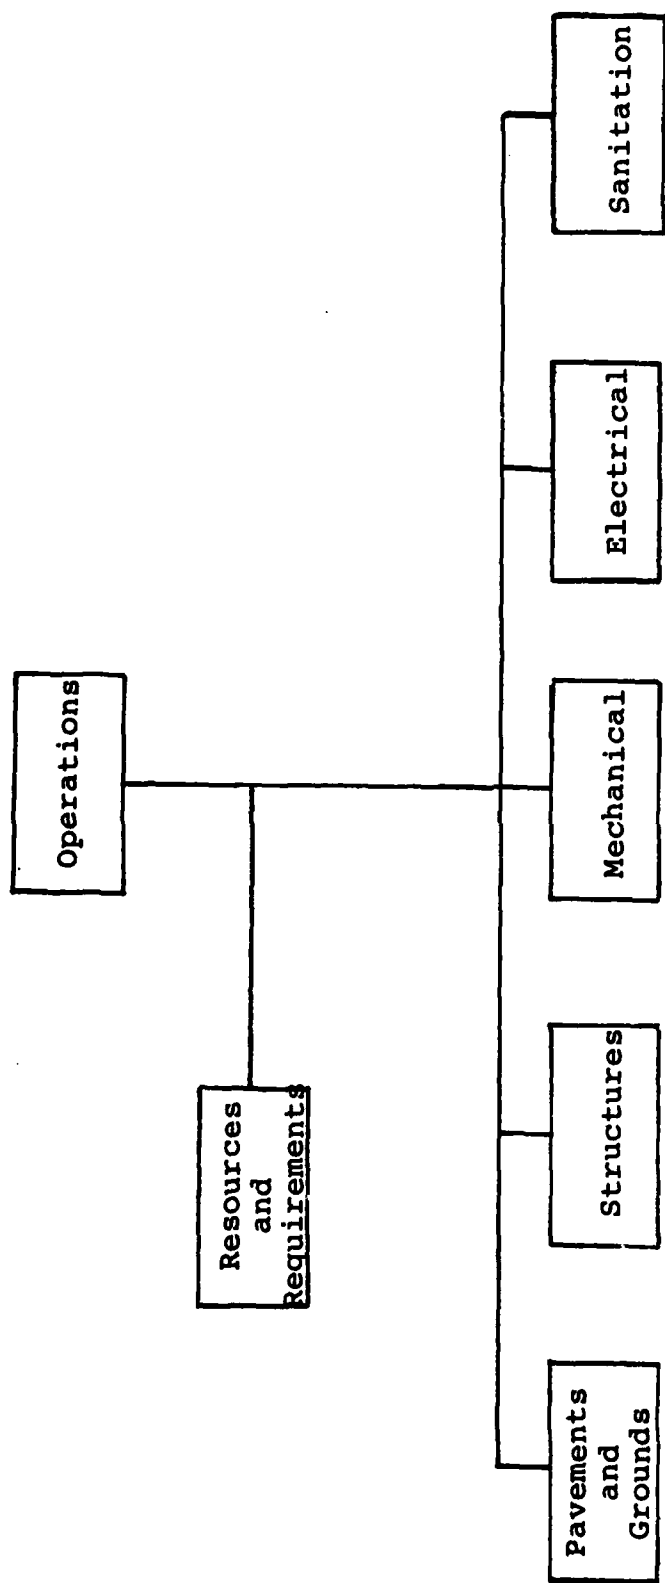 Operations
Resources
and
Requirements
Pavements
and
Grounds
Structures
Mechanical
Electrical
Sanitation